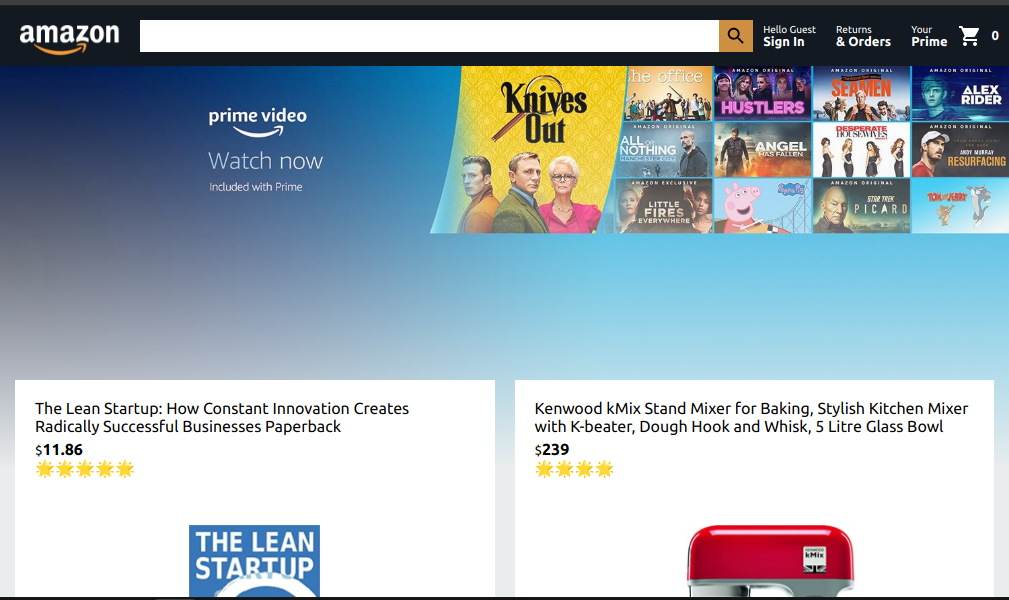 amazon
Hello Guest
Sign In
Returns
& Orders
Your
Prime
0
prime video
Watch now
Included with Prime
Knives
Out
the office
AMAZON ORIGINAL
HUSTLERS
AMAZON ORIGINAL
SEAMEN
AMAZON ORIGINAL
ALEX
RIDER
AMAZON ORIGINAL
ALL OR
NOTHING
MANCHESTER CITY
ANGEL
HAS FALLEN
DESPERATE
HOUSEWIVES
AMAZON ORIGINAL
ANDY MURRAY
RESURFACING
AMAZON EXCLUSIVE
LITTLE
FIRES
EVERYWHERE
Peppa Pig
AMAZON ORIGINAL
STAR TREK
PICARD
TOM AND JERRY
The Lean Startup: How Constant Innovation Creates
Radically Successful Businesses Paperback
$11.86
Kenwood kMix Stand Mixer for Baking, Stylish Kitchen Mixer
with K-beater, Dough Hook and Whisk, 5 Litre Glass Bowl
$239
THE LEAN
STARTUP
KENWOOD
kMix